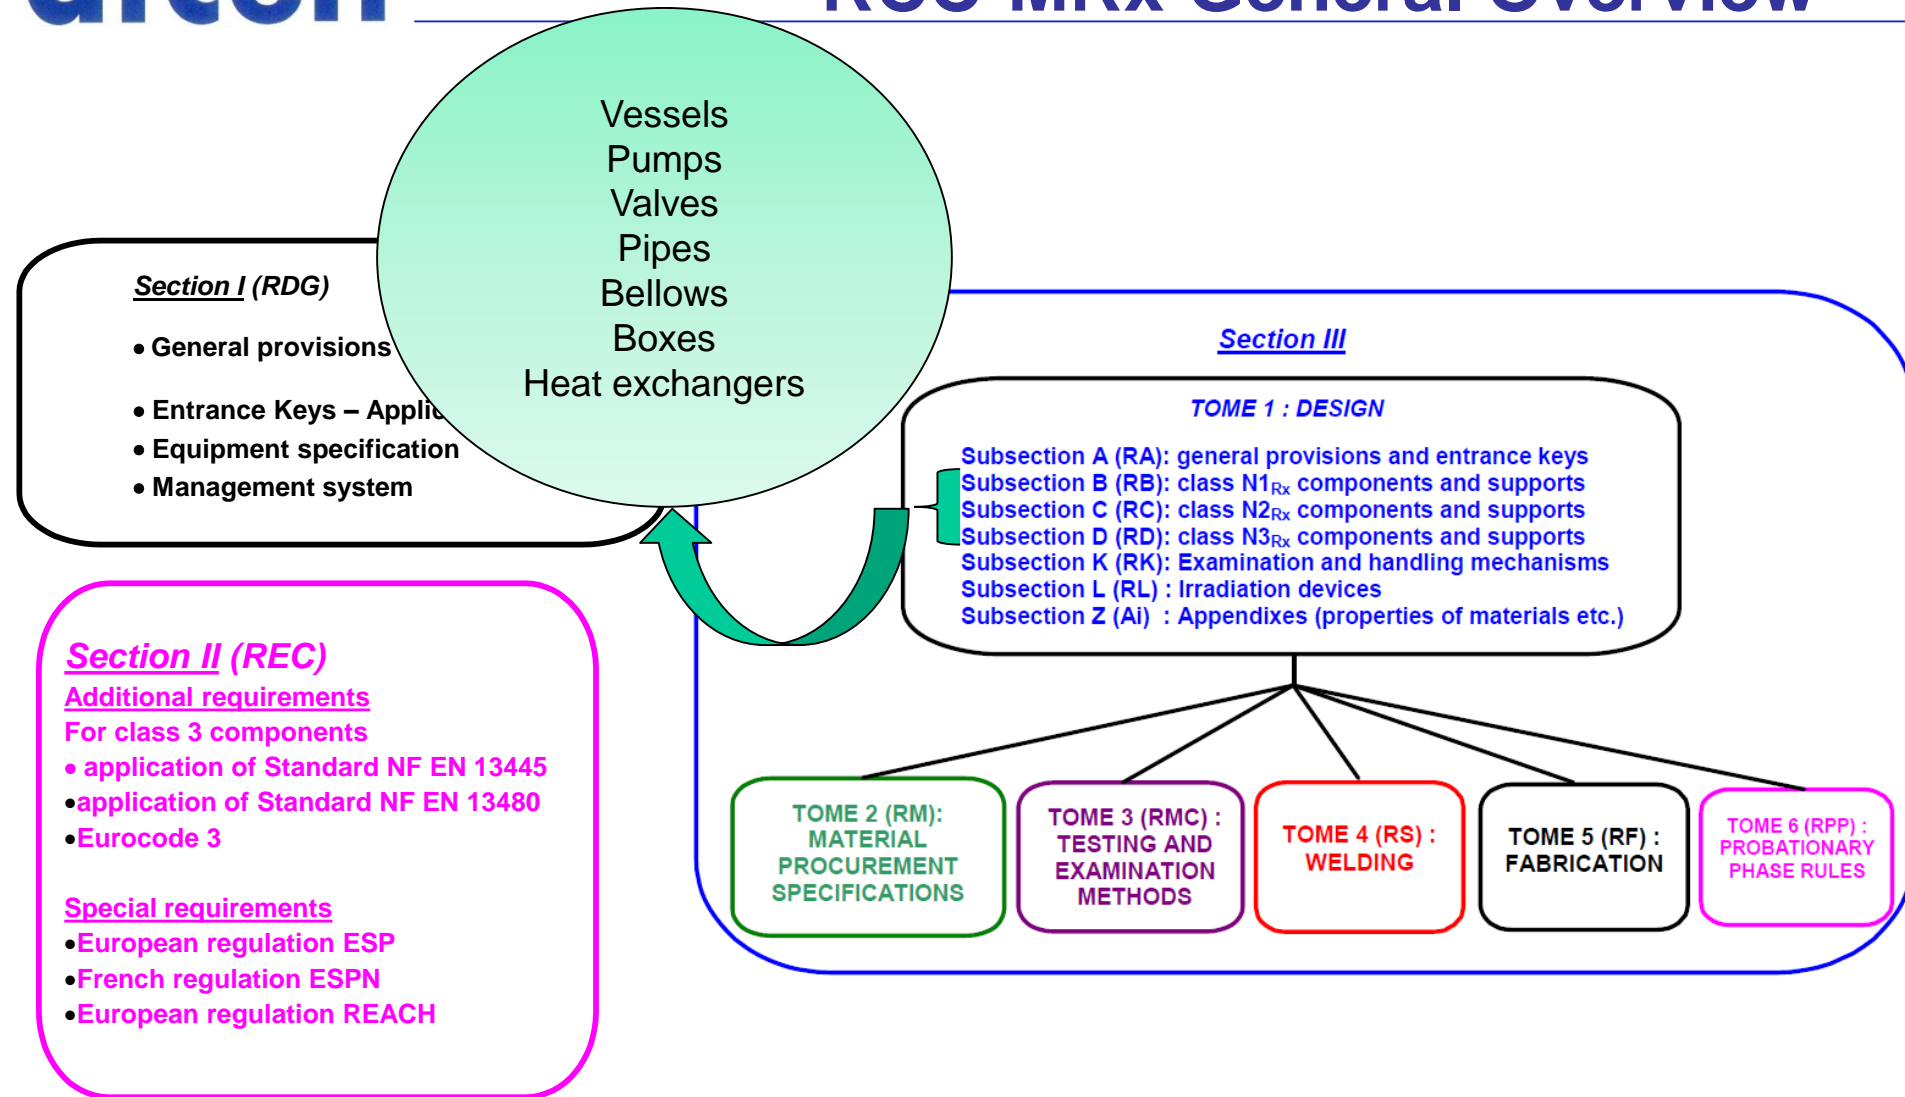 RCC-MRx General Overview
Vessels
Pumps
Valves
Pipes
Bellows
Boxes
Heat exchangers
Section I (RDG)
• General provisions
• Entrance Keys –
• Equipment specification
• Management system
Section II (REC)
Additional requirements
For class 3 components
• application of Standard NF EN 13445
•application of Standard NF EN 13480
•Eurocode 3
Special requirements
•European regulation ESP
•French regulation ESPN
•European regulation REACH
Section III
TOME 1 : DESIGN
Subsection A (RA): general provisions and entrance keys
Subsection B (RB): class N1Rx components and supports
Subsection C (RC): class N2Rx components and supports
Subsection D (RD): class N3Rx components and supports
Subsection K (RK): Examination and handling mechanisms
Subsection L (RL) : Irradiation devices
Subsection Z (Ai) : Appendixes (properties of materials etc.)
TOME 2 (RM):
MATERIAL
PROCUREMENT
SPECIFICATIONS
TOME 3 (RMC) :
TESTING AND
EXAMINATION
METHODS
TOME 4 (RS) :
WELDING
TOME 5 (RF) :
FABRICATION
TOME 6 (RPP) :
PROBATIONARY
PHASE RULES